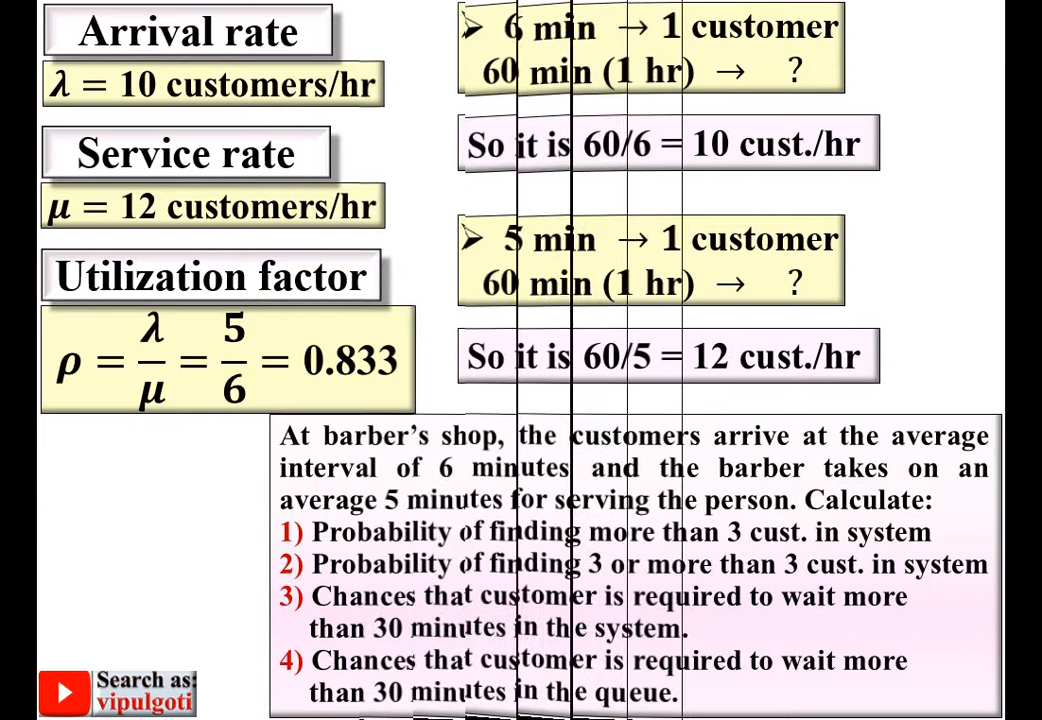 Arrival rate
λ = 10 customers/hr
Service rate
μ = 12 customers/hr
Utilization factor
ρ = λ/μ = 5/6 = 0.833
➢ 6 min → 1 customer
60 min (1 hr) → ?
So it is 60/6 = 10 cust./hr
➢ 5 min → 1 customer
60 min (1 hr) → ?
So it is 60/5 = 12 cust./hr
At barber's shop, the customers arrive at the average
interval of 6 minutes and the barber takes on an
average 5 minutes for serving the person. Calculate:
1) Probability of finding more than 3 cust. in system
2) Probability of finding 3 or more than 3 cust. in system
3) Chances that customer is required to wait more
than 30 minutes in the system.
4) Chances that customer is required to wait more
than 30 minutes in the queue.
Search as:
vipulgoti